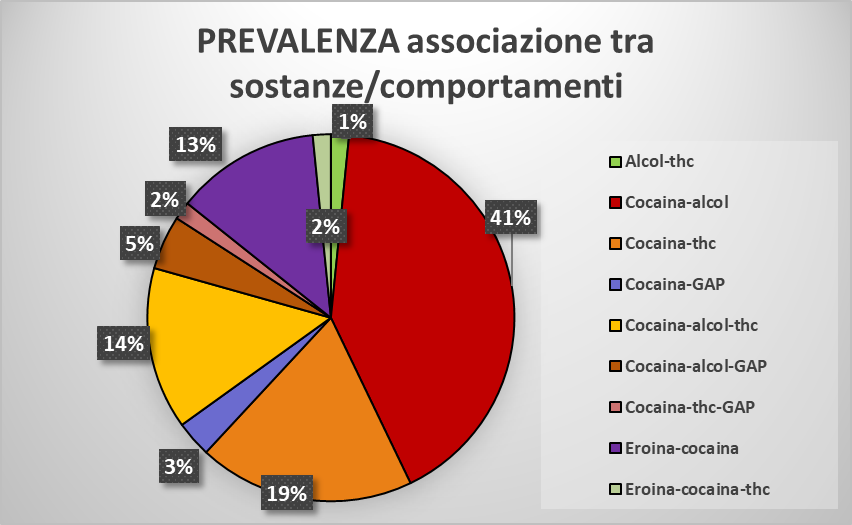 PREVALENZA associazione tra
sostanze/comportamenti
1%
41%
19%
3%
14%
5%
2%
13%
2%
Alcol-thc
Cocaina-alcol
Cocaina-thc
Cocaina-GAP
Cocaina-alcol-thc
Cocaina-alcol-GAP
Cocaina-thc-GAP
Eroina-cocaina
Eroina-cocaina-thc